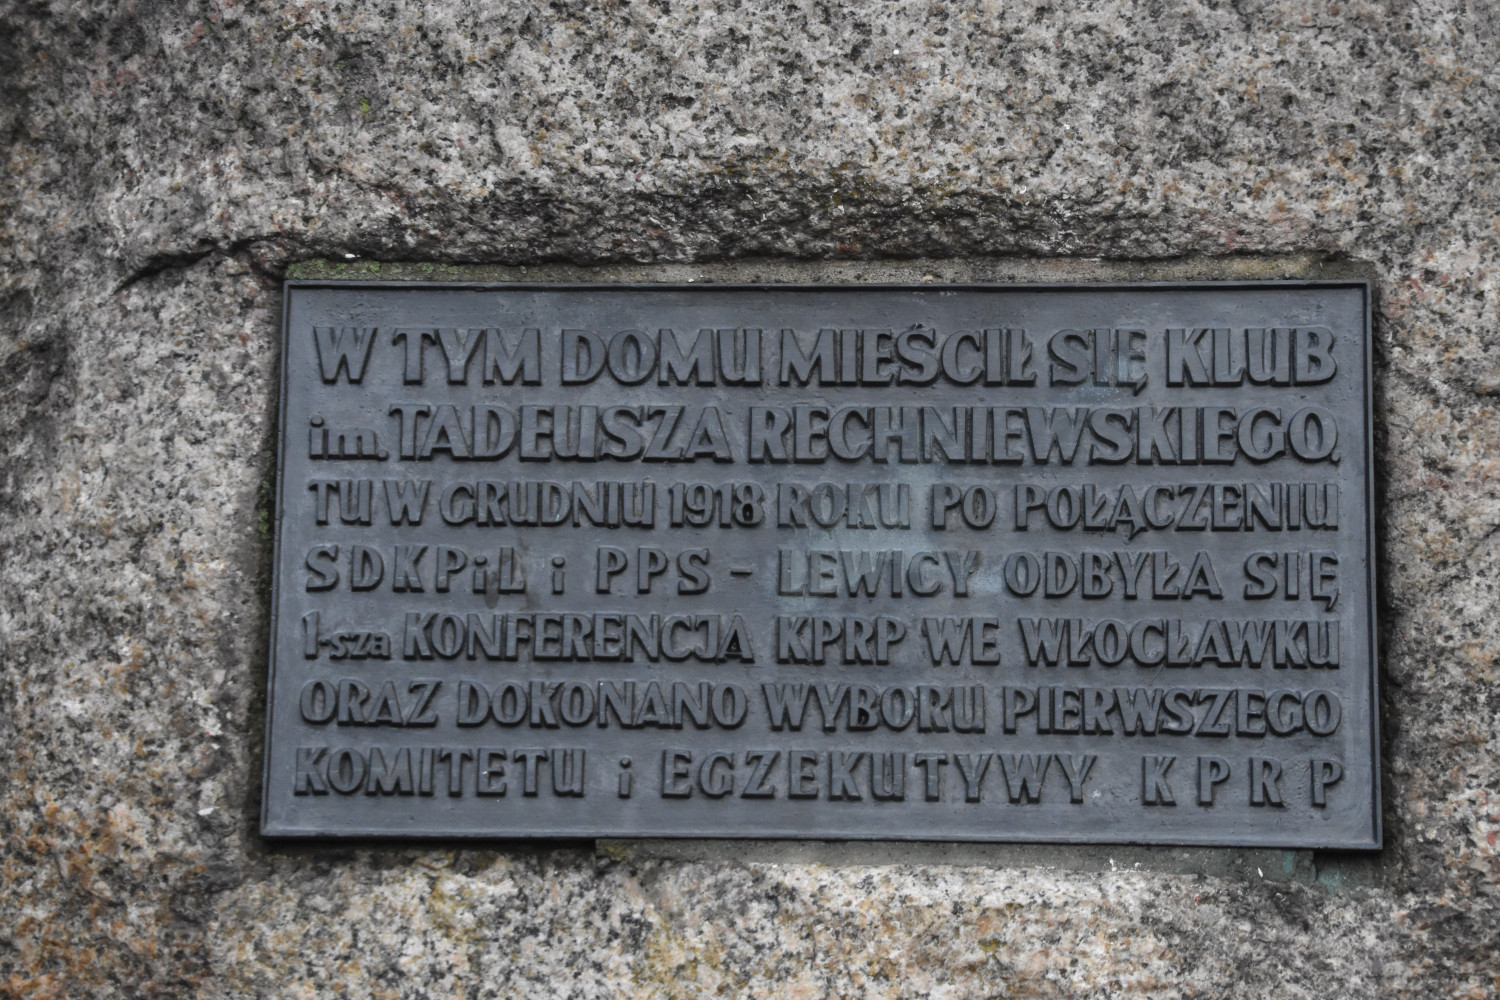 W TYM DOMU MIEŚCIŁ SIĘ KLUB
im. TADEUSZA RECHNIEWSKIEGO.
TU W GRUDNIU 1918 ROKU PO POŁĄCZENIU
SDKPiL i PPS - LEWICY ODBYŁA SIĘ
1-sza KONFERENCJA KPRP WE WŁOCŁAWKU
ORAZ DOKONANO WYBORU PIERWSZEGO
KOMITETU i EGZEKUTYWY KPRP